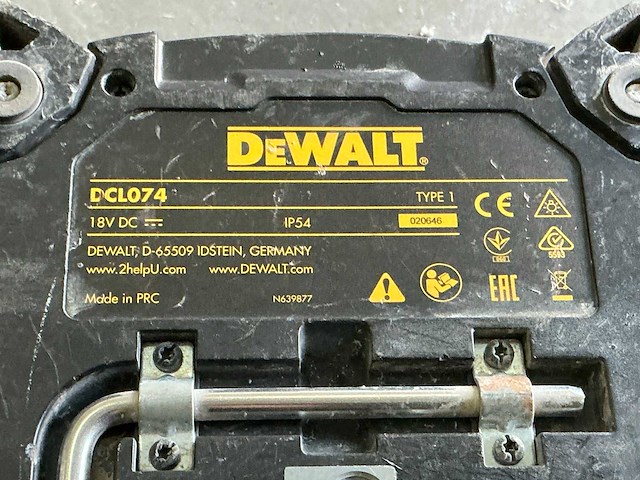 DEWALT®
DCL074 TYPE 1
18V DC IP54 020646
DEWALT, D-65509 IDSTEIN, GERMANY
www.2helpU.com www.DEWALT.com
Made in PRC N639877
CE
EAC